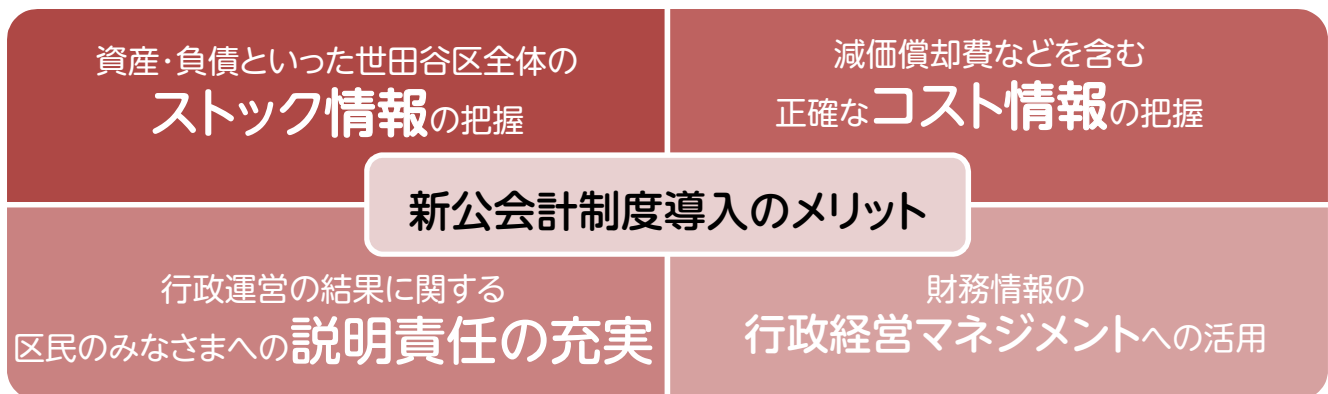 資産・負債といった世田谷区全体の
ストック情報の把握
減価償却費などを含む
正確なコスト情報の把握
新公会計制度導入のメリット
行政運営の結果に関する
区民のみなさまへの説明責任の充実
財務情報の
行政経営マネジメントへの活用